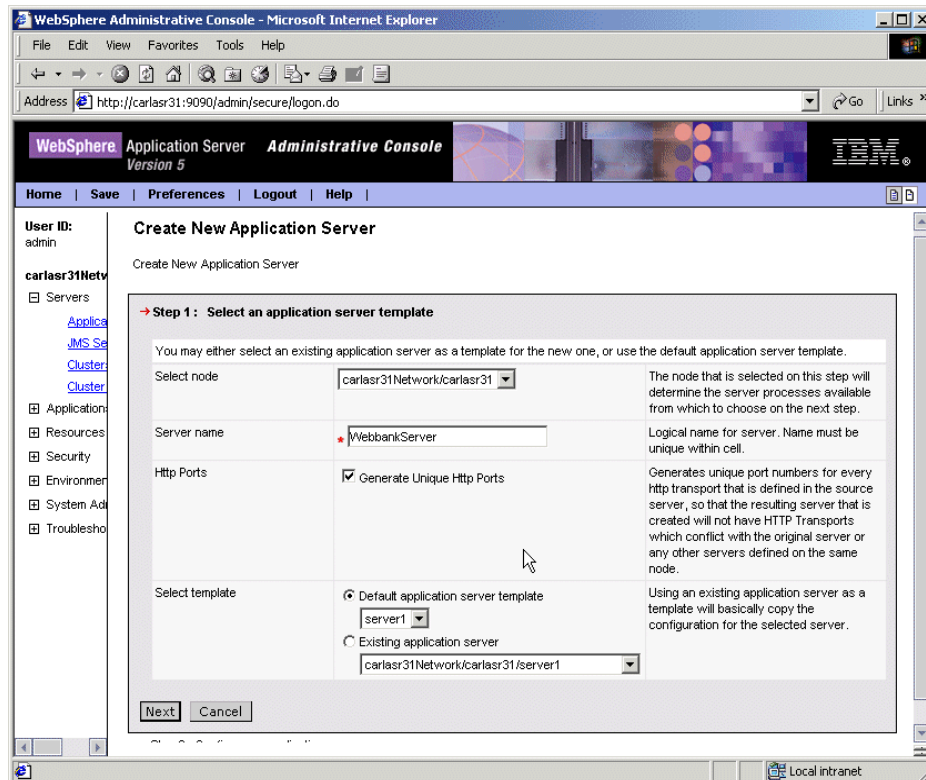 WebSphere Administrative Console - Microsoft Internet Explorer
File Edit View Favorites Tools Help
Address http://carlasr31:9090/admin/secure/logon.do Go Links »
WebSphere Application Server Administrative Console
Version 5
IBM®
Home | Save | Preferences | Logout | Help |
User ID:
admin
carlasr31Netw
Servers
Applica
JMS Se
Cluster
Cluster
Application
Resources
Security
Environmen
System Ad
Troublesho
Create New Application Server
Create New Application Server
Step 1 : Select an application server template
You may either select an existing application server as a template for the new one, or use the default application server template.
Select node
carlasr31Network/carlasr31
The node that is selected on this step will
determine the server processes available
from which to choose on the next step.
Server name
* WebbankServer
Logical name for server. Name must be
unique within cell.
Http Ports
Generate Unique Http Ports
Generates unique port numbers for every
http transport that is defined in the source
server, so that the resulting server that is
created will not have HTTP Transports
which conflict with the original server or
any other servers defined on the same
node.
Select template
Default application server template
server1
Existing application server
carlasr31Network/carlasr31/server1
Using an existing application server as a
template will basically copy the
configuration for the selected server.
Next Cancel
Local intranet